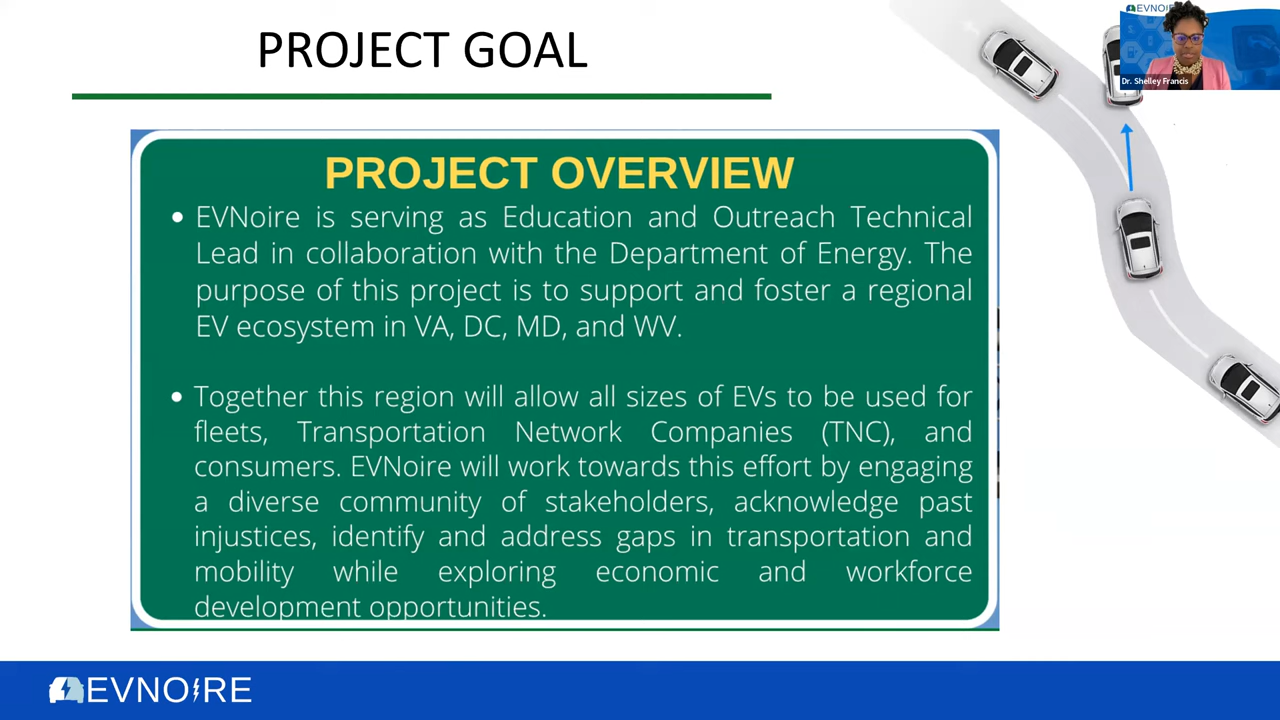 PROJECT GOAL
EVNOIRE
Dr. Shelley Francis
PROJECT OVERVIEW
• EVNoire is serving as Education and Outreach Technical
Lead in collaboration with the Department of Energy. The
purpose of this project is to support and foster a regional
EV ecosystem in VA, DC, MD, and WV.
• Together this region will allow all sizes of EVs to be used for
fleets, Transportation Network Companies (TNC), and
consumers. EVNoire will work towards this effort by engaging
a diverse community of stakeholders, acknowledge past
injustices, identify and address gaps in transportation and
mobility while exploring economic and workforce
development opportunities.
EVNOIRE